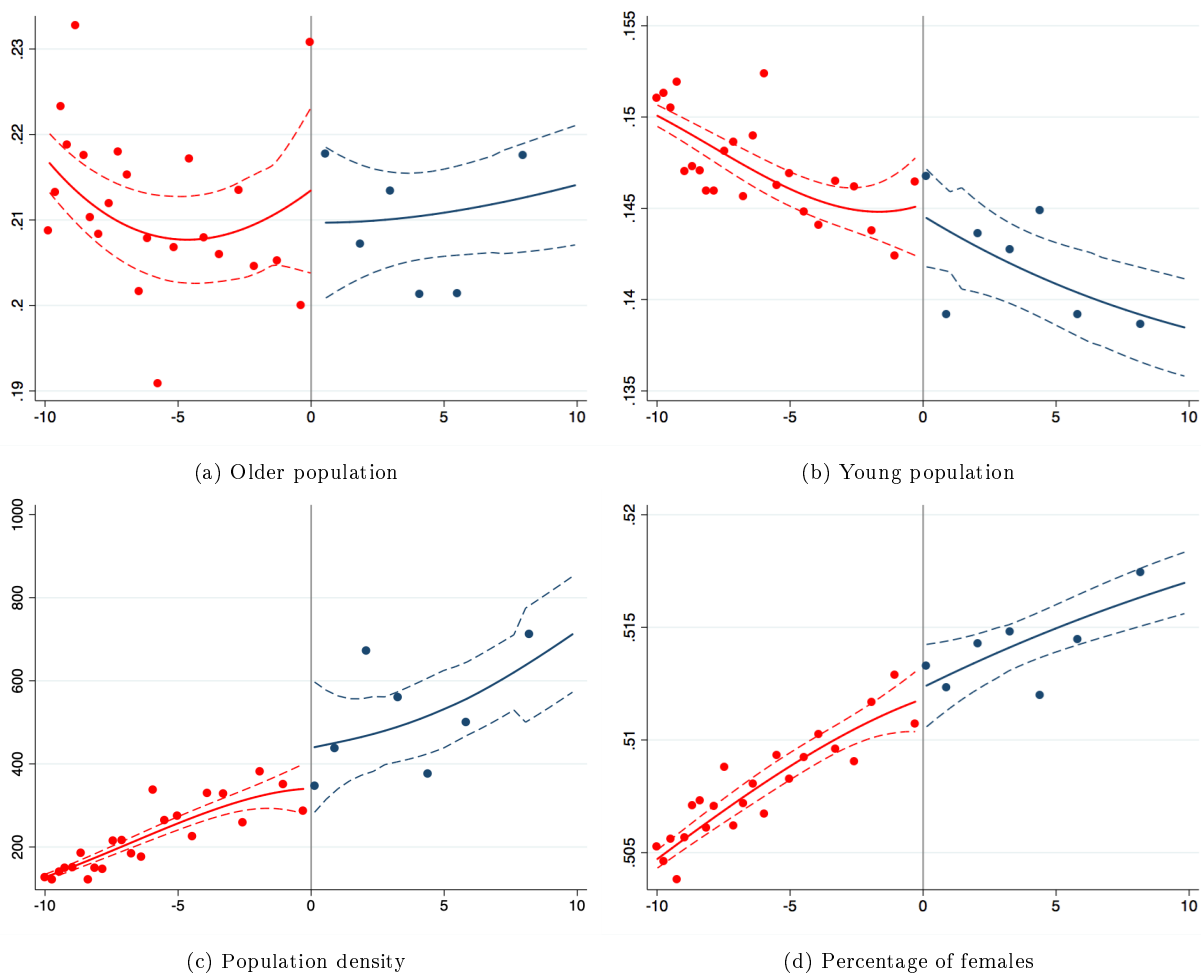 .23
.22
.21
.2
.19
-10 -5 0 5 10
(a) Older population
.155
.15
.145
.14
.135
-10 -5 0 5 10
(b) Young population
1000
800
600
400
200
-10 -5 0 5 10
(c) Population density
.52
.515
.51
.505
-10 -5 0 5 10
(d) Percentage of females